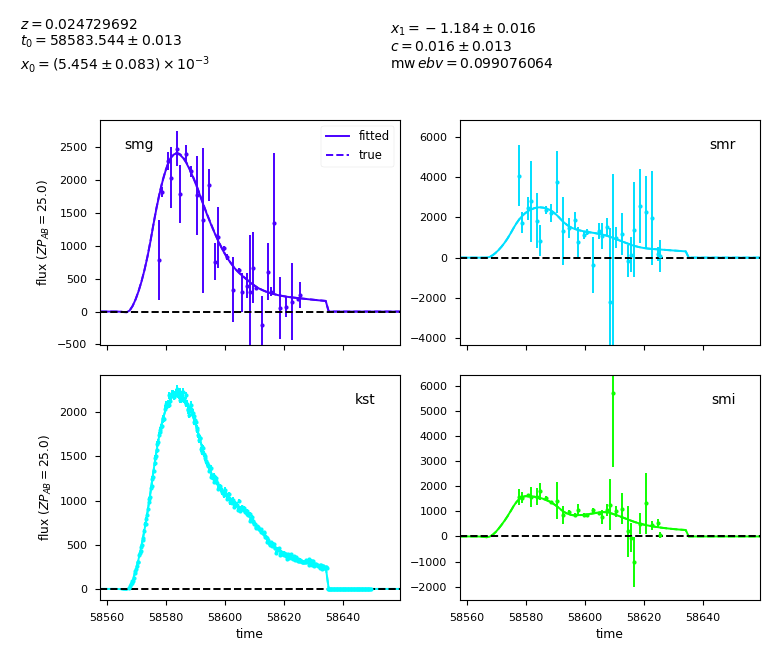 z = 0.024729692
t₀ = 58583.544 ± 0.013
x₀ = (5.454 ± 0.083) × 10⁻³
x₁ = −1.184 ± 0.016
c = 0.016 ± 0.013
mw ebv = 0.099076064
smg
fitted
true
2500
2000
1500
1000
500
0
−500
flux (ZP_AB = 25.0)
smr
6000
4000
2000
0
−2000
−4000
kst
2000
1500
1000
500
0
flux (ZP_AB = 25.0)
58560 58580 58600 58620 58640
time
smi
6000
5000
4000
3000
2000
1000
0
−1000
−2000
58560 58580 58600 58620 58640
time